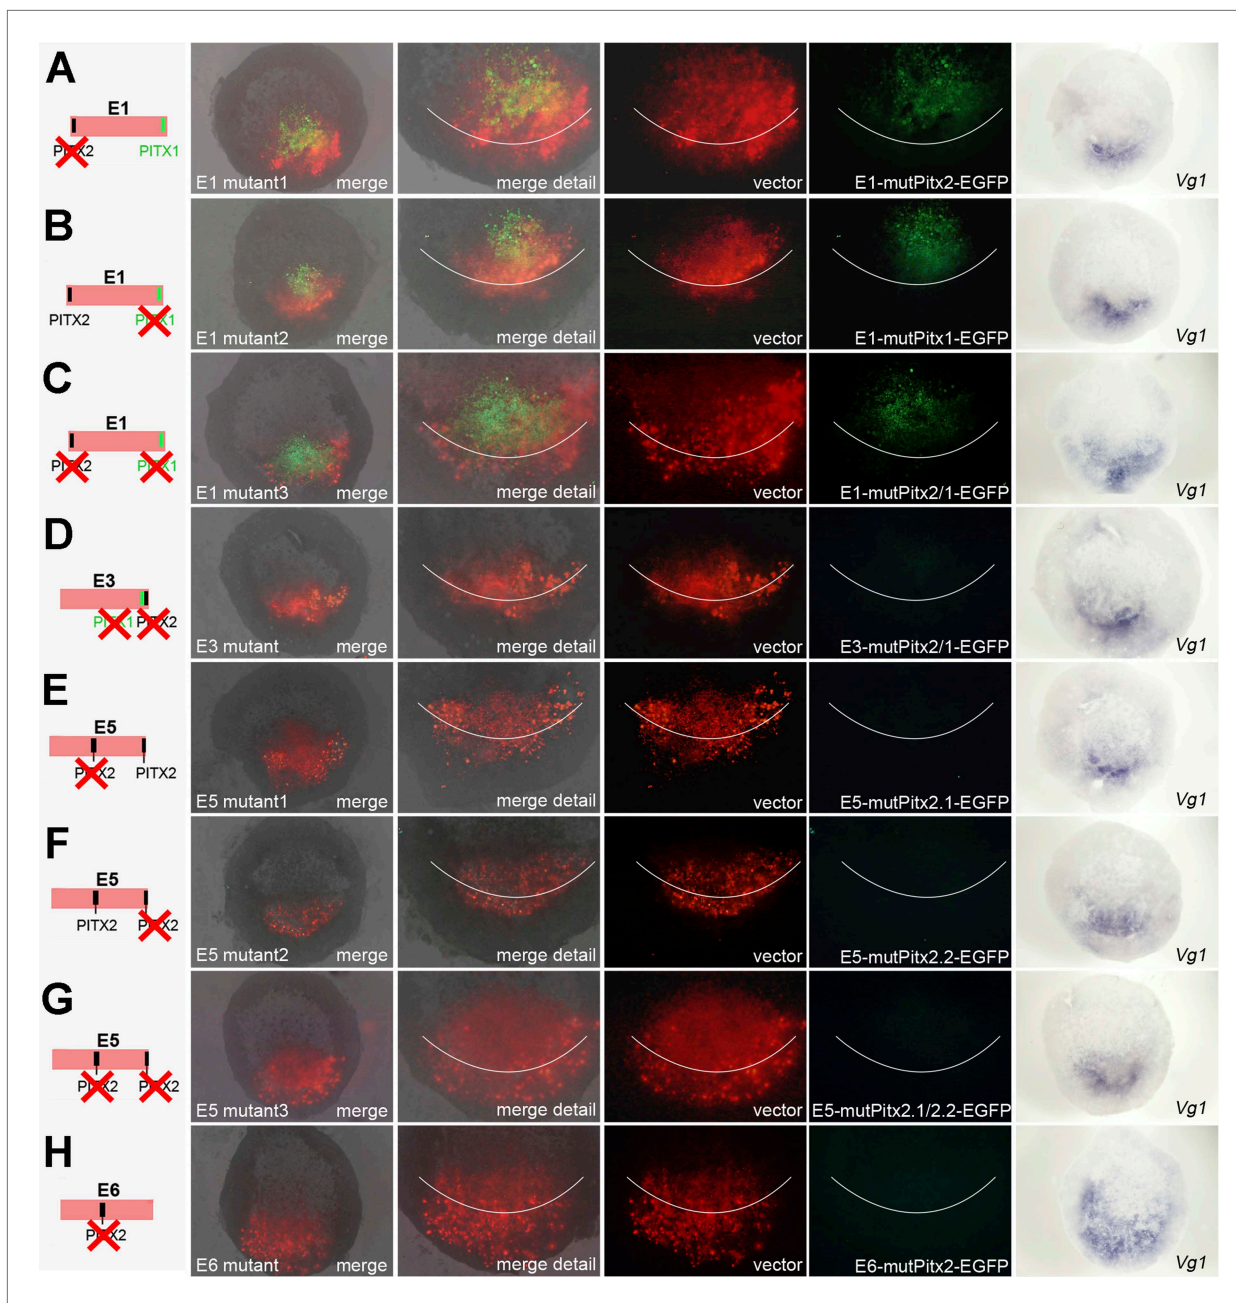 A
E1
PITX2 PITX1
E1 mutant1 merge merge detail vector E1-mutPitx2-EGFP Vg1
B
E1
PITX2 PITX1
E1 mutant2 merge merge detail vector E1-mutPitx1-EGFP Vg1
C
E1
PITX2 PITX1
E1 mutant3 merge merge detail vector E1-mutPitx2/1-EGFP Vg1
D
E3
PITX1 PITX2
E3 mutant merge merge detail vector E3-mutPitx2/1-EGFP Vg1
E
E5
PITX2 PITX2
E5 mutant1 merge merge detail vector E5-mutPitx2.1-EGFP Vg1
F
E5
PITX2 PITX2
E5 mutant2 merge merge detail vector E5-mutPitx2.2-EGFP Vg1
G
E5
PITX2 PITX2
E5 mutant3 merge merge detail vector E5-mutPitx2.1/2.2-EGFP Vg1
H
E6
PITX2
E6 mutant merge merge detail vector E6-mutPitx2-EGFP Vg1